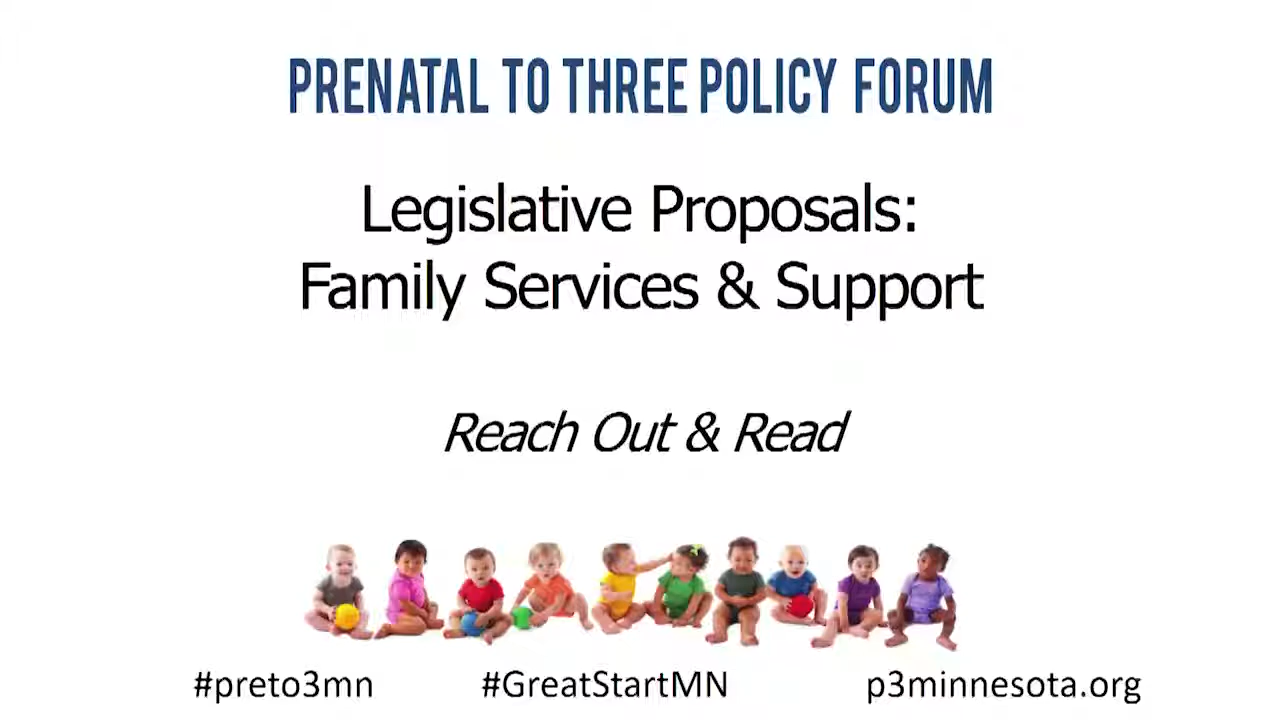 PRENATAL TO THREE POLICY FORUM
Legislative Proposals:
Family Services & Support
Reach Out & Read
#preto3mn #GreatStartMN p3minnesota.org